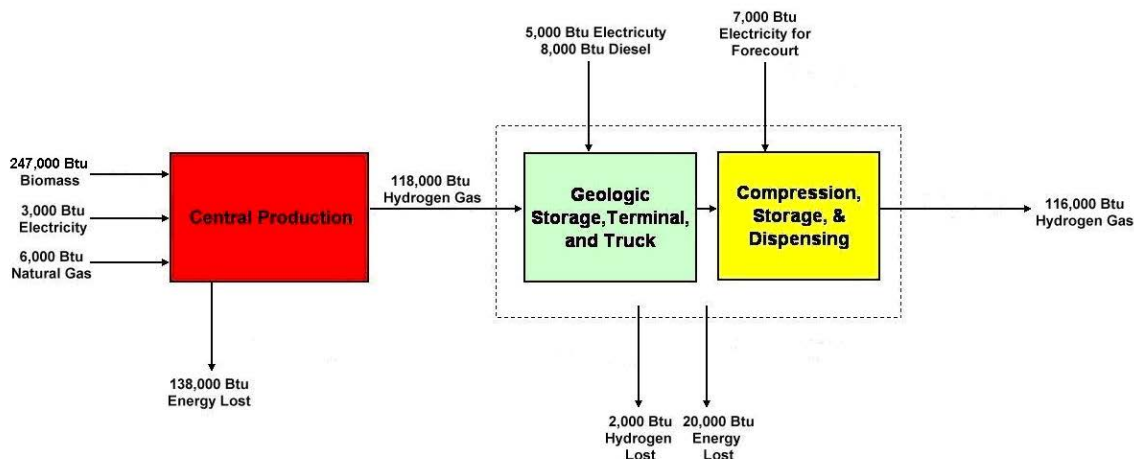 5,000 Btu Electricuty
8,000 Btu Diesel
7,000 Btu
Electricity for
Forecourt
247,000 Btu
Biomass
3,000 Btu
Electricity
6,000 Btu
Natural Gas
Central Production
118,000 Btu
Hydrogen Gas
Geologic
Storage,Terminal,
and Truck
Compression,
Storage, &
Dispensing
116,000 Btu
Hydrogen Gas
138,000 Btu
Energy Lost
2,000 Btu
Hydrogen
Lost
20,000 Btu
Energy
Lost